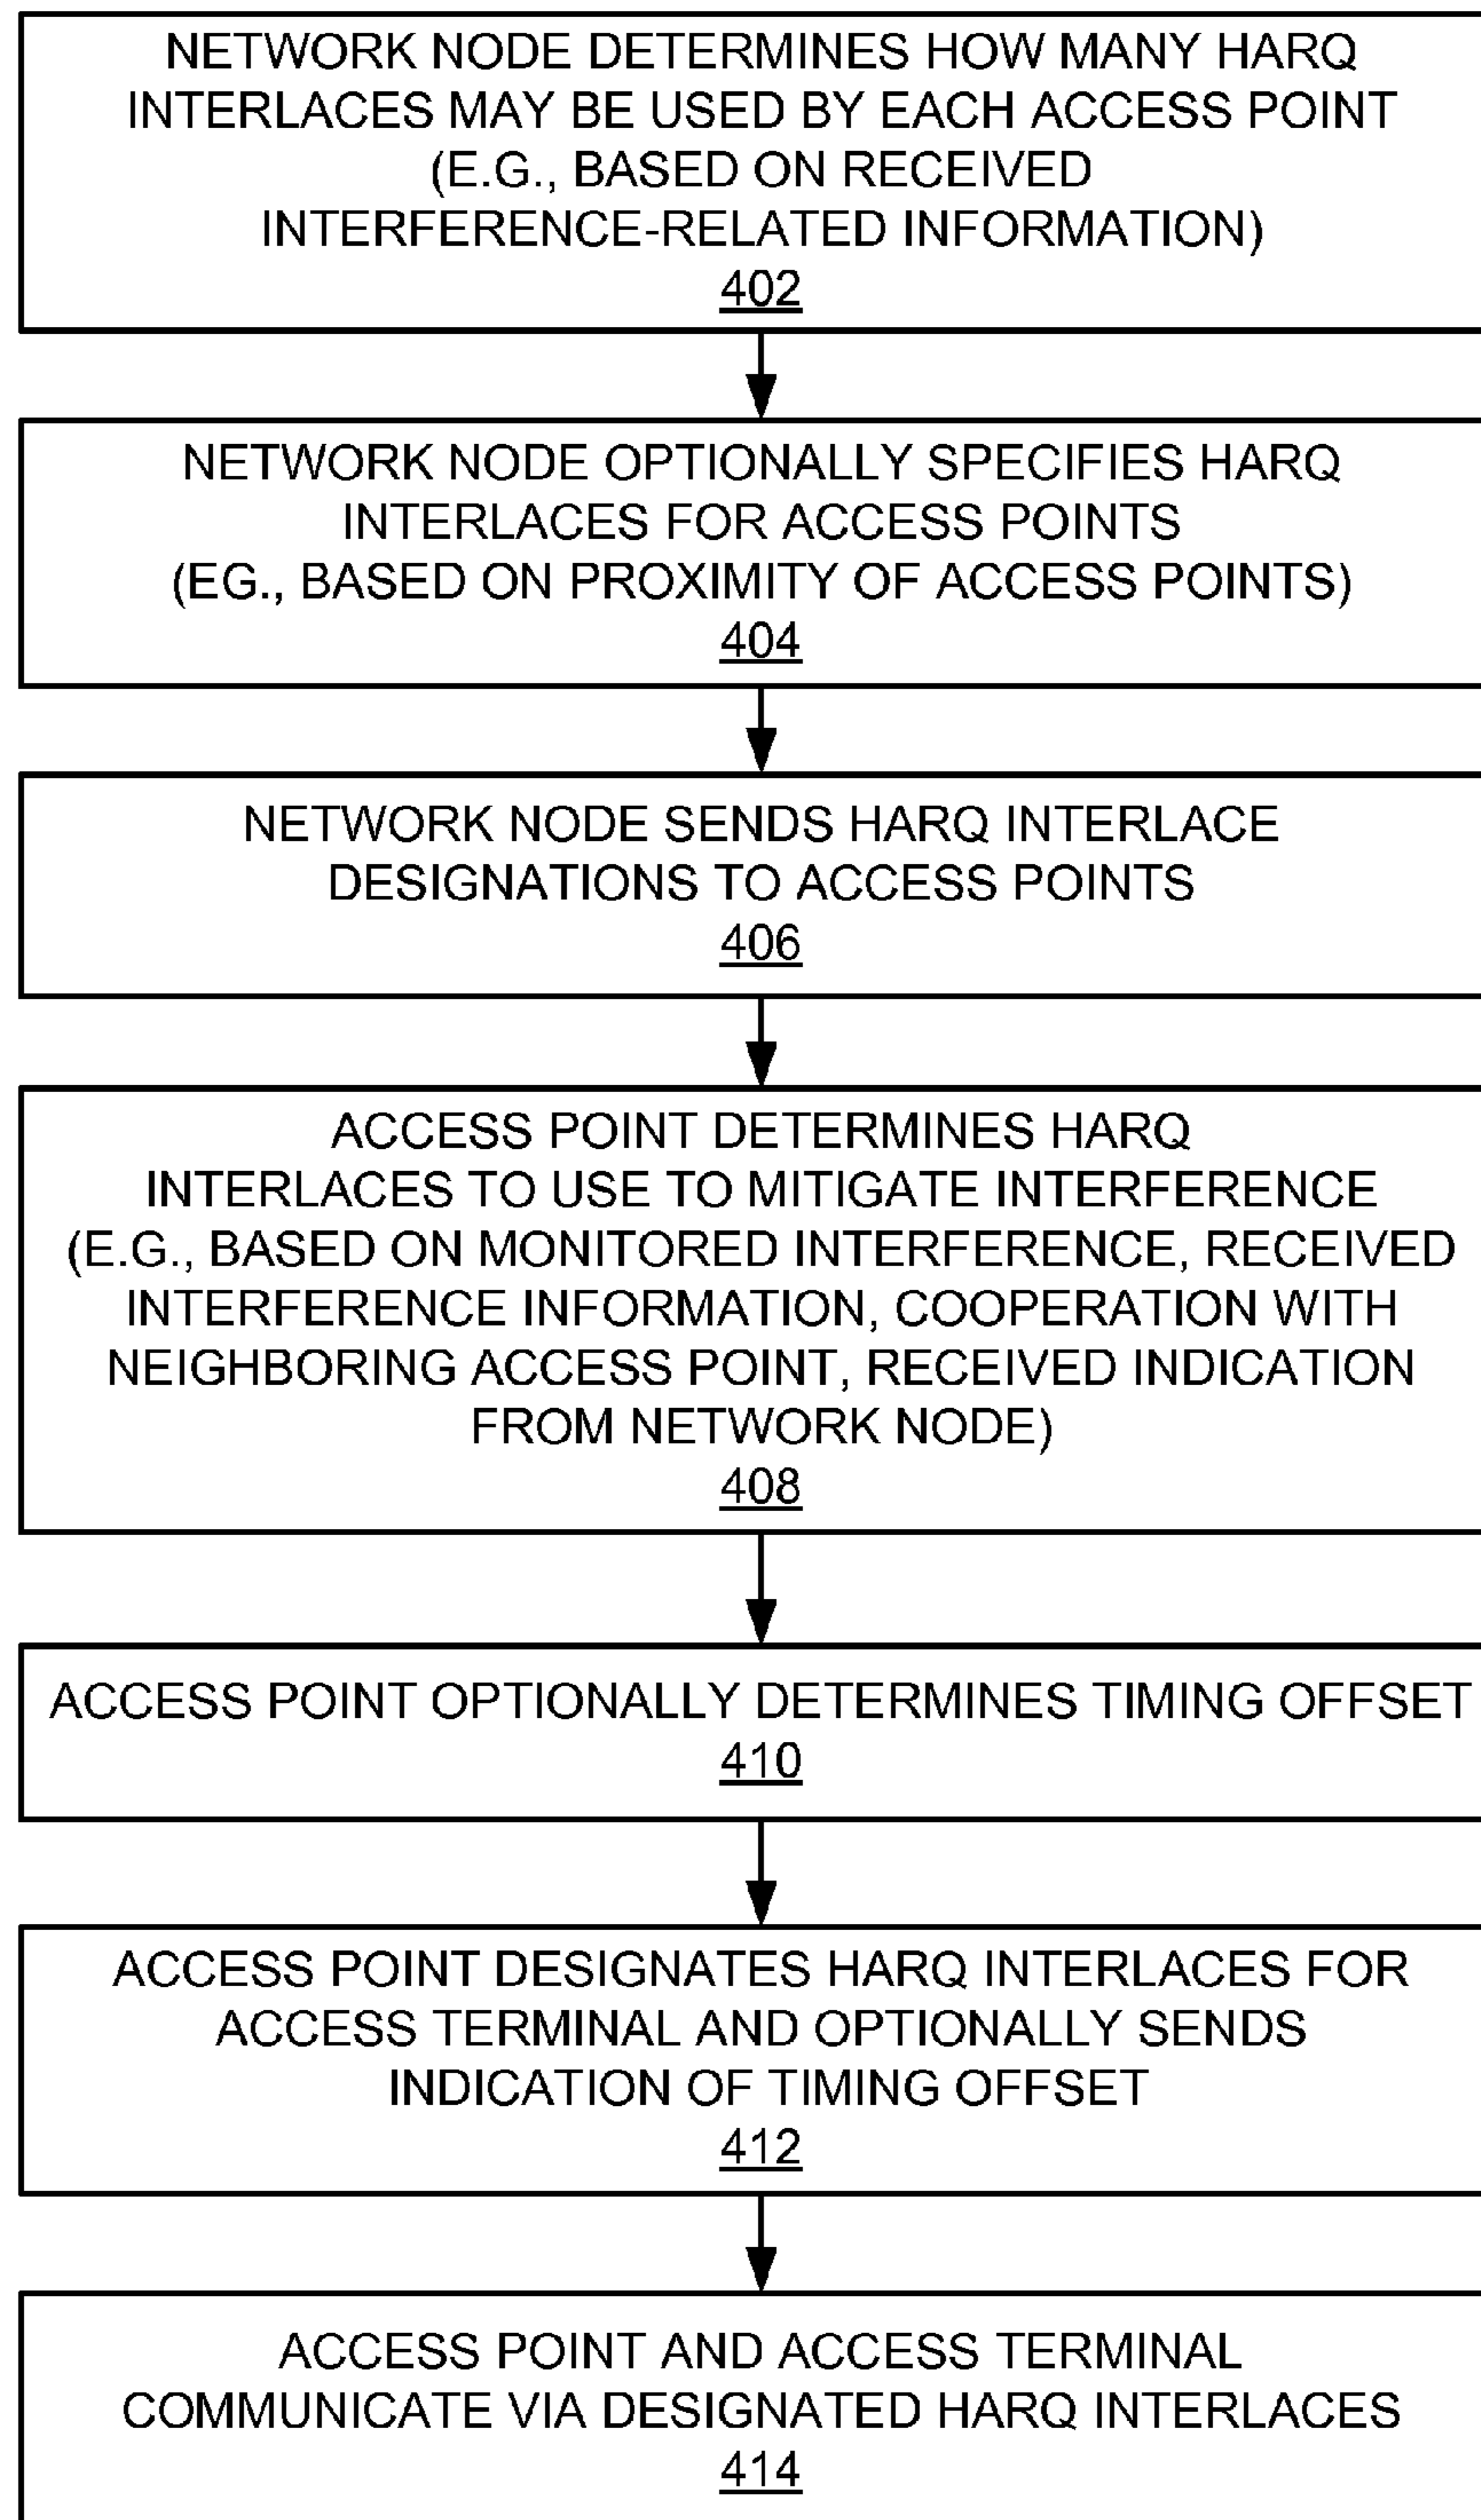 NETWORK NODE DETERMINES HOW MANY HARQ
INTERLACES MAY BE USED BY EACH ACCESS POINT
(E.G., BASED ON RECEIVED
INTERFERENCE-RELATED INFORMATION)
402
NETWORK NODE OPTIONALLY SPECIFIES HARQ
INTERLACES FOR ACCESS POINTS
(EG., BASED ON PROXIMITY OF ACCESS POINTS)
404
NETWORK NODE SENDS HARQ INTERLACE
DESIGNATIONS TO ACCESS POINTS
406
ACCESS POINT DETERMINES HARQ
INTERLACES TO USE TO MITIGATE INTERFERENCE
(E.G., BASED ON MONITORED INTERFERENCE, RECEIVED
INTERFERENCE INFORMATION, COOPERATION WITH
NEIGHBORING ACCESS POINT, RECEIVED INDICATION
FROM NETWORK NODE)
408
ACCESS POINT OPTIONALLY DETERMINES TIMING OFFSET
410
ACCESS POINT DESIGNATES HARQ INTERLACES FOR
ACCESS TERMINAL AND OPTIONALLY SENDS
INDICATION OF TIMING OFFSET
412
ACCESS POINT AND ACCESS TERMINAL
COMMUNICATE VIA DESIGNATED HARQ INTERLACES
414